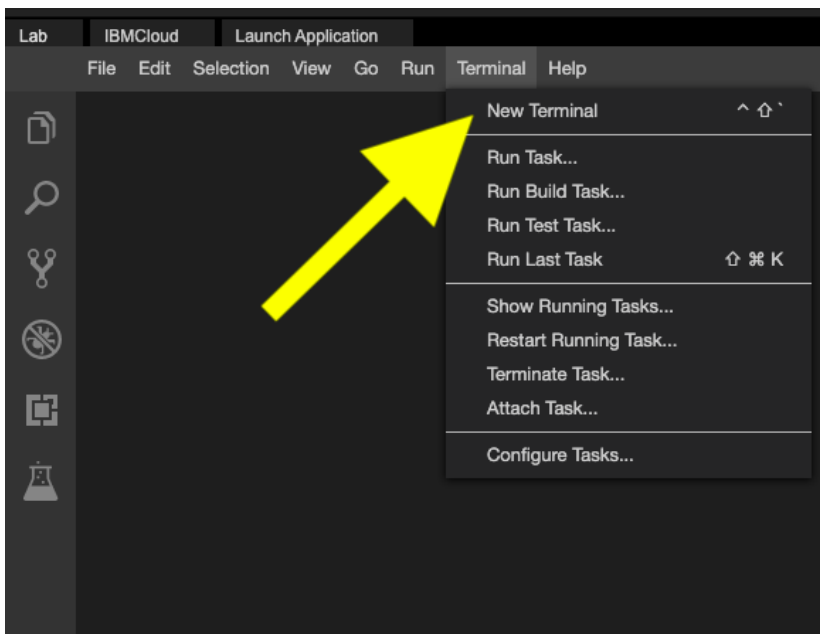 Lab IBMCloud Launch Application
File Edit Selection View Go Run Terminal Help
New Terminal ^ ⇧ `
Run Task...
Run Build Task...
Run Test Task...
Run Last Task ⇧ ⌘ K
Show Running Tasks...
Restart Running Task...
Terminate Task...
Attach Task...
Configure Tasks...